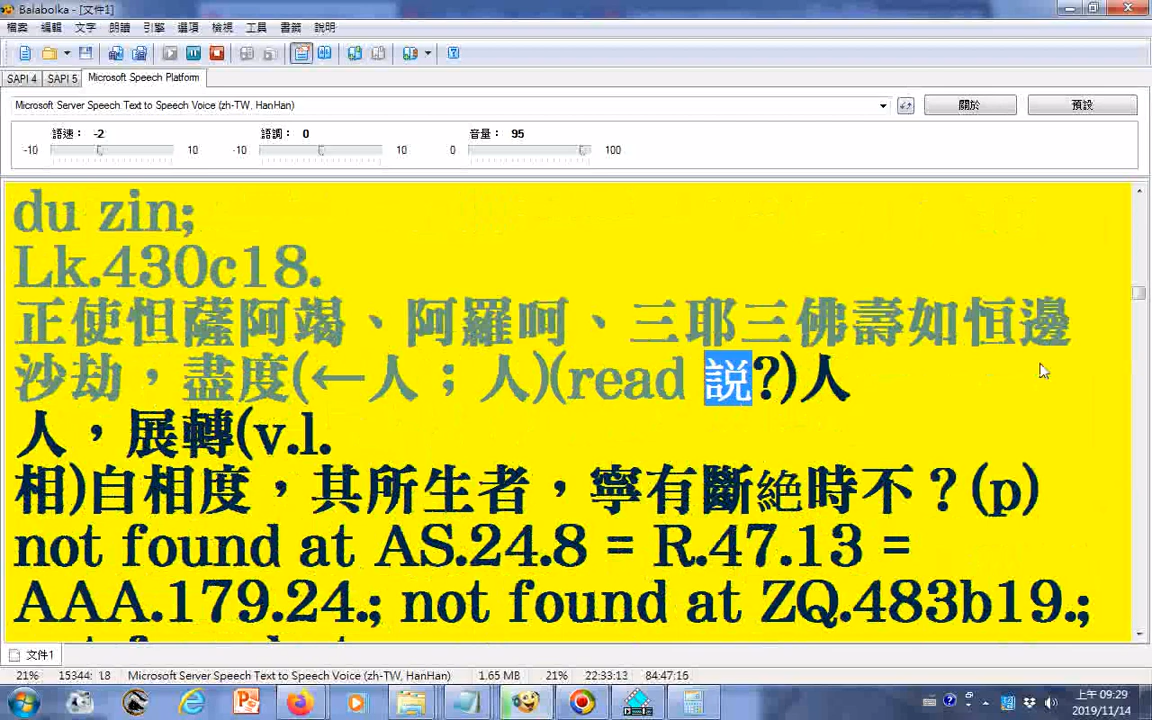 Balabolka - [文件1]
檔案 編輯 文字 朗讀 引擎 選項 檢視 工具 書籤 說明
SAPI 4 SAPI 5 Microsoft Speech Platform
Microsoft Server Speech Text to Speech Voice (zh-TW, HanHan) 關於 預設
語速： -2 語調： 0 音量： 95
-10 10 -10 10 0 100
du zin;
Lk.430c18.
正使怛薩阿竭、阿羅呵、三耶三佛壽如恒邊
沙劫，盡度(←人；人)(read 説?)人
人，展轉(v.l.
相)自相度，其所生者，寧有斷絶時不？(p)
not found at AS.24.8 = R.47.13 =
AAA.179.24.; not found at ZQ.483b19.;
文件1
21% 15344: 18 Microsoft Server Speech Text to Speech Voice (zh-TW, HanHan) 1.65 MB 21% 22:33:13 84:47:16
上午 09:29
2019/11/14